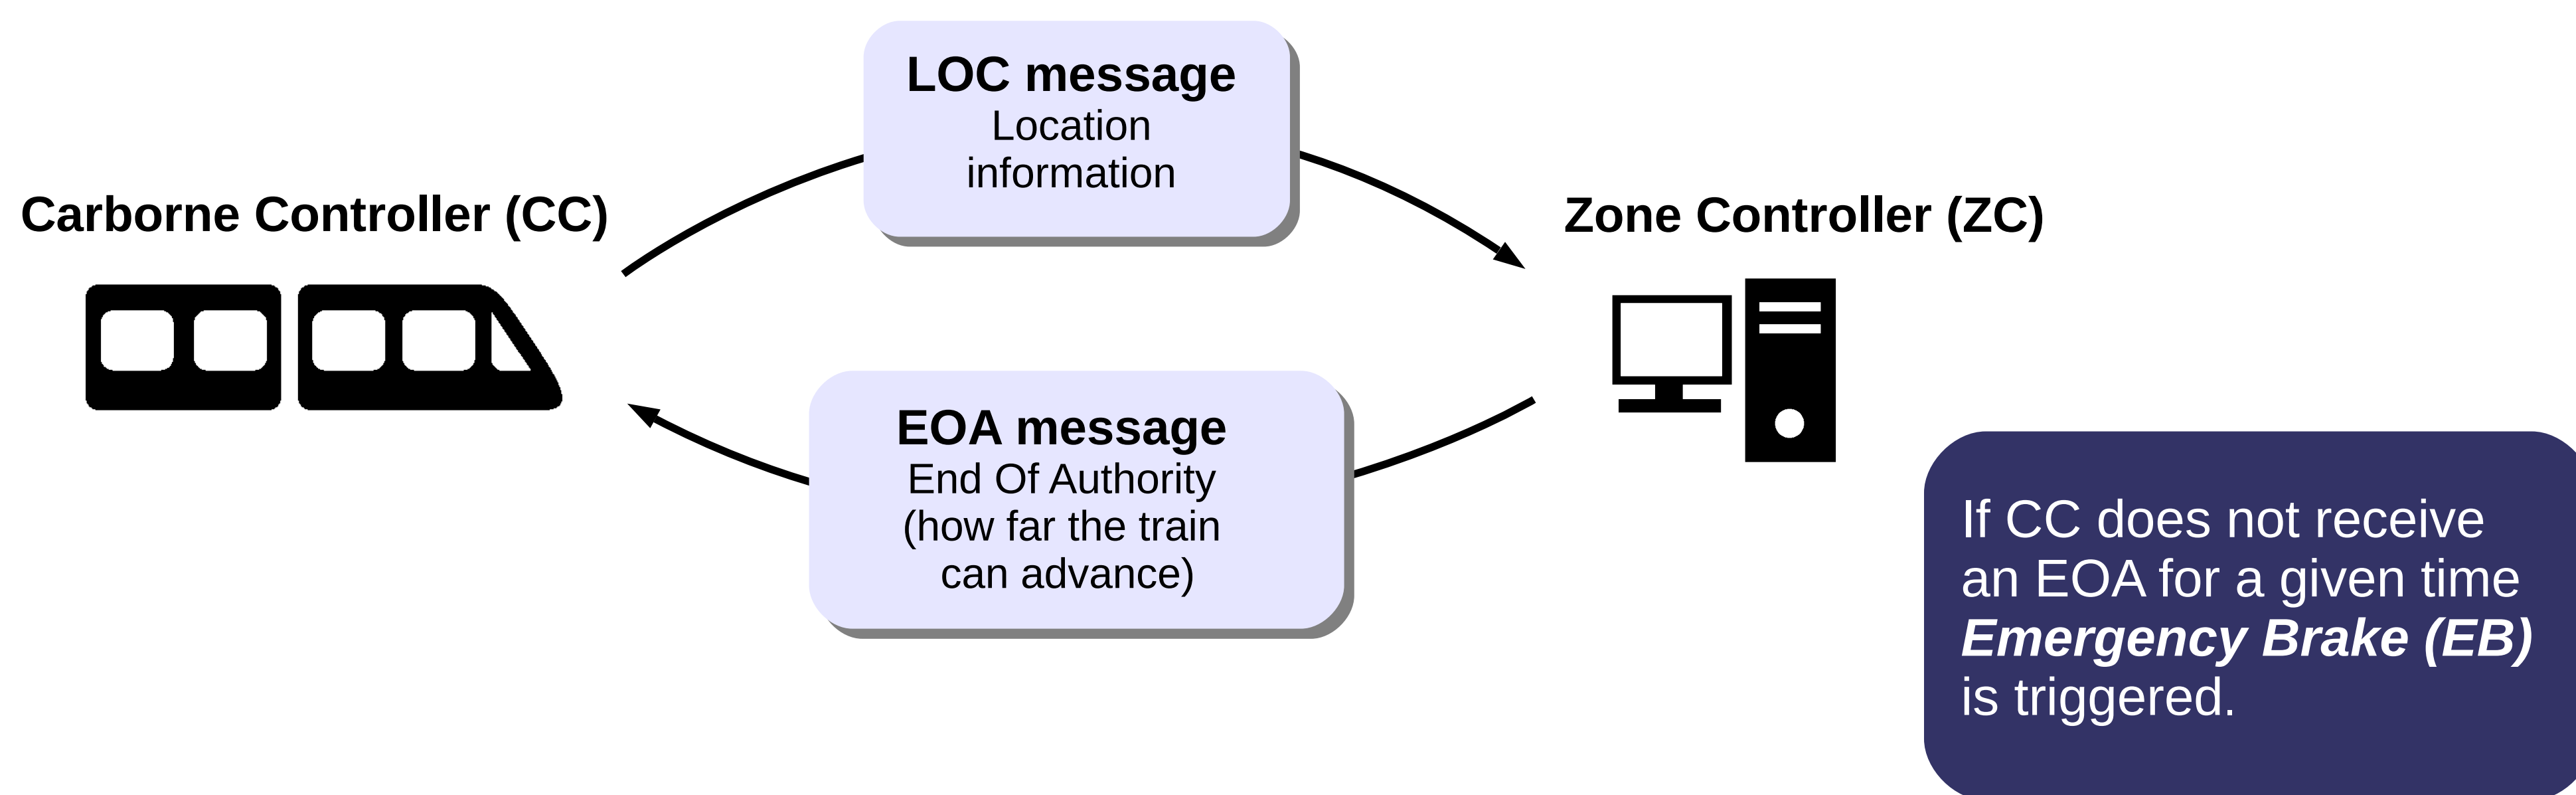 LOC message
Location
information
Carborne Controller (CC)
Zone Controller (ZC)
EOA message
End Of Authority
(how far the train
can advance)
If CC does not receive
an EOA for a given time
Emergency Brake (EB)
is triggered.